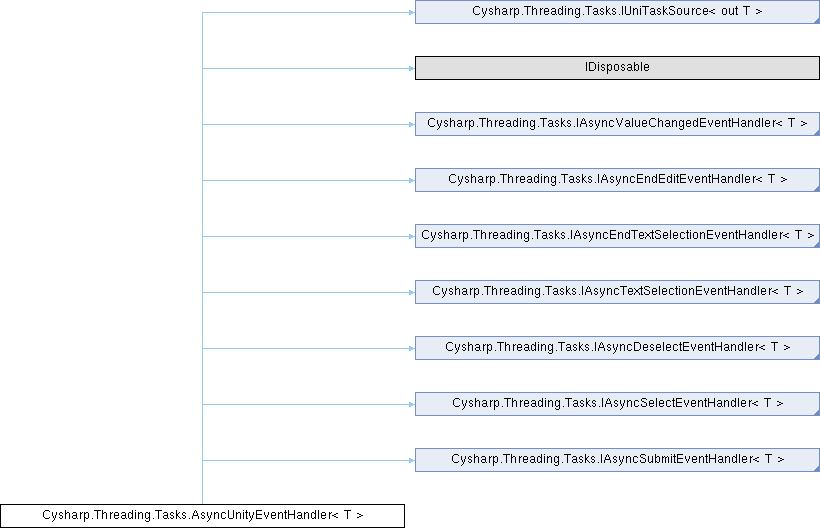 Cysharp.Threading.Tasks.IUniTaskSource< out T >
IDisposable
Cysharp.Threading.Tasks.IAsyncValueChangedEventHandler< T >
Cysharp.Threading.Tasks.IAsyncEndEditEventHandler< T >
Cysharp.Threading.Tasks.IAsyncEndTextSelectionEventHandler< T >
Cysharp.Threading.Tasks.IAsyncTextSelectionEventHandler< T >
Cysharp.Threading.Tasks.IAsyncDeselectEventHandler< T >
Cysharp.Threading.Tasks.IAsyncSelectEventHandler< T >
Cysharp.Threading.Tasks.IAsyncSubmitEventHandler< T >
Cysharp.Threading.Tasks.AsyncUnityEventHandler< T >